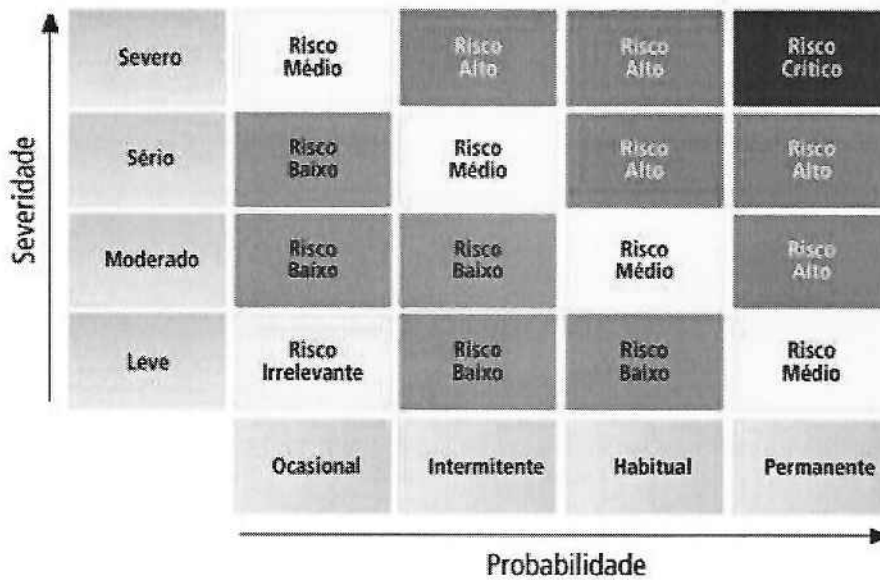 Severidade
Severo
Risco
Médio
Risco
Alto
Risco
Alto
Risco
Crítico
Sério
Risco
Baixo
Risco
Médio
Risco
Alto
Risco
Alto
Moderado
Risco
Baixo
Risco
Baixo
Risco
Médio
Risco
Alto
Leve
Risco
Irrelevante
Risco
Baixo
Risco
Baixo
Risco
Médio
Ocasional
Intermitente
Habitual
Permanente
Probabilidade